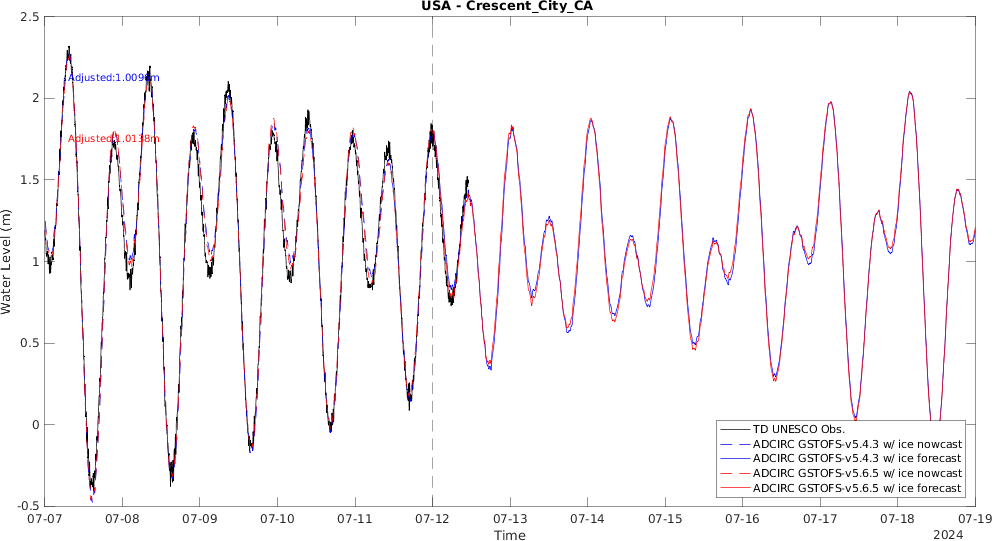 USA - Crescent_City_CA
2.5
2
1.5
1
0.5
0
-0.5
Water Level (m)
Adjusted:1.0096m
Adjusted:1.0138m
TD UNESCO Obs.
ADCIRC GSTOFS-v5.4.3 w/ ice nowcast
ADCIRC GSTOFS-v5.4.3 w/ ice forecast
ADCIRC GSTOFS-v5.6.5 w/ ice nowcast
ADCIRC GSTOFS-v5.6.5 w/ ice forecast
07-07 07-08 07-09 07-10 07-11 07-12 07-13 07-14 07-15 07-16 07-17 07-18 07-19
Time
2024